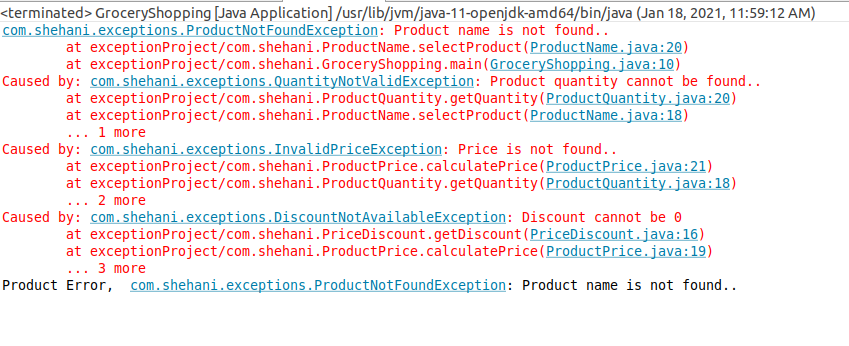 <terminated> GroceryShopping [Java Application] /usr/lib/jvm/java-11-openjdk-amd64/bin/java (Jan 18, 2021, 11:59:12 AM)
com.shehani.exceptions.ProductNotFoundException: Product name is not found..
at exceptionProject/com.shehani.ProductName.selectProduct(ProductName.java:20)
at exceptionProject/com.shehani.GroceryShopping.main(GroceryShopping.java:10)
Caused by: com.shehani.exceptions.QuantityNotValidException: Product quantity cannot be found..
at exceptionProject/com.shehani.ProductQuantity.getQuantity(ProductQuantity.java:20)
at exceptionProject/com.shehani.ProductName.selectProduct(ProductName.java:18)
... 1 more
Caused by: com.shehani.exceptions.InvalidPriceException: Price is not found..
at exceptionProject/com.shehani.ProductPrice.calculatePrice(ProductPrice.java:21)
at exceptionProject/com.shehani.ProductQuantity.getQuantity(ProductQuantity.java:18)
... 2 more
Caused by: com.shehani.exceptions.DiscountNotAvailableException: Discount cannot be 0
at exceptionProject/com.shehani.PriceDiscount.getDiscount(PriceDiscount.java:16)
at exceptionProject/com.shehani.ProductPrice.calculatePrice(ProductPrice.java:19)
... 3 more
Product Error,  com.shehani.exceptions.ProductNotFoundException: Product name is not found..